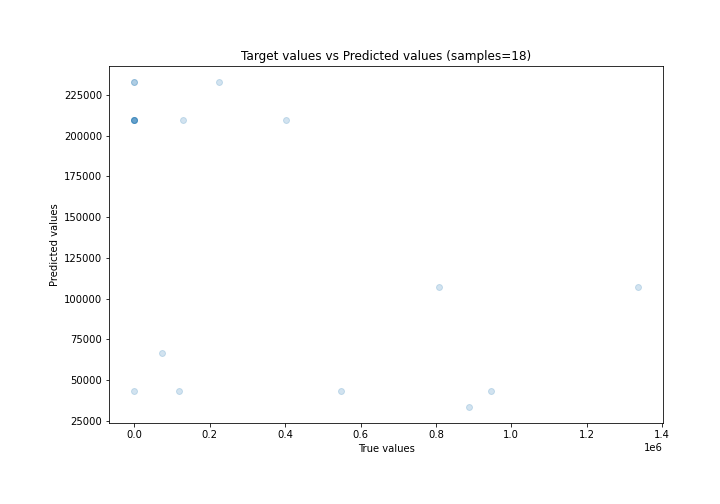 Target values vs Predicted values (samples=18)
225000
200000
175000
150000
125000
100000
75000
50000
25000
Predicted values
0.0 0.2 0.4 0.6 0.8 1.0 1.2 1.4
1e6
True values